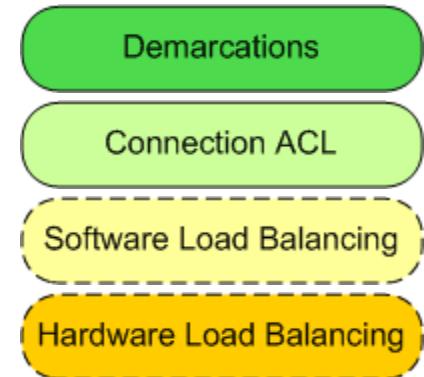 Demarcations
Connection ACL
Software Load Balancing
Hardware Load Balancing